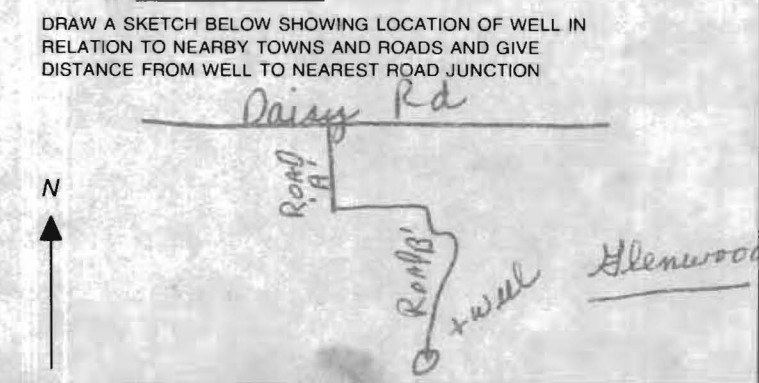 DRAW A SKETCH BELOW SHOWING LOCATION OF WELL IN
RELATION TO NEARBY TOWNS AND ROADS AND GIVE
DISTANCE FROM WELL TO NEAREST ROAD JUNCTION
Daisy Rd
ROAD 'A'
N
ROAD 'B'
+ well
Glenwood